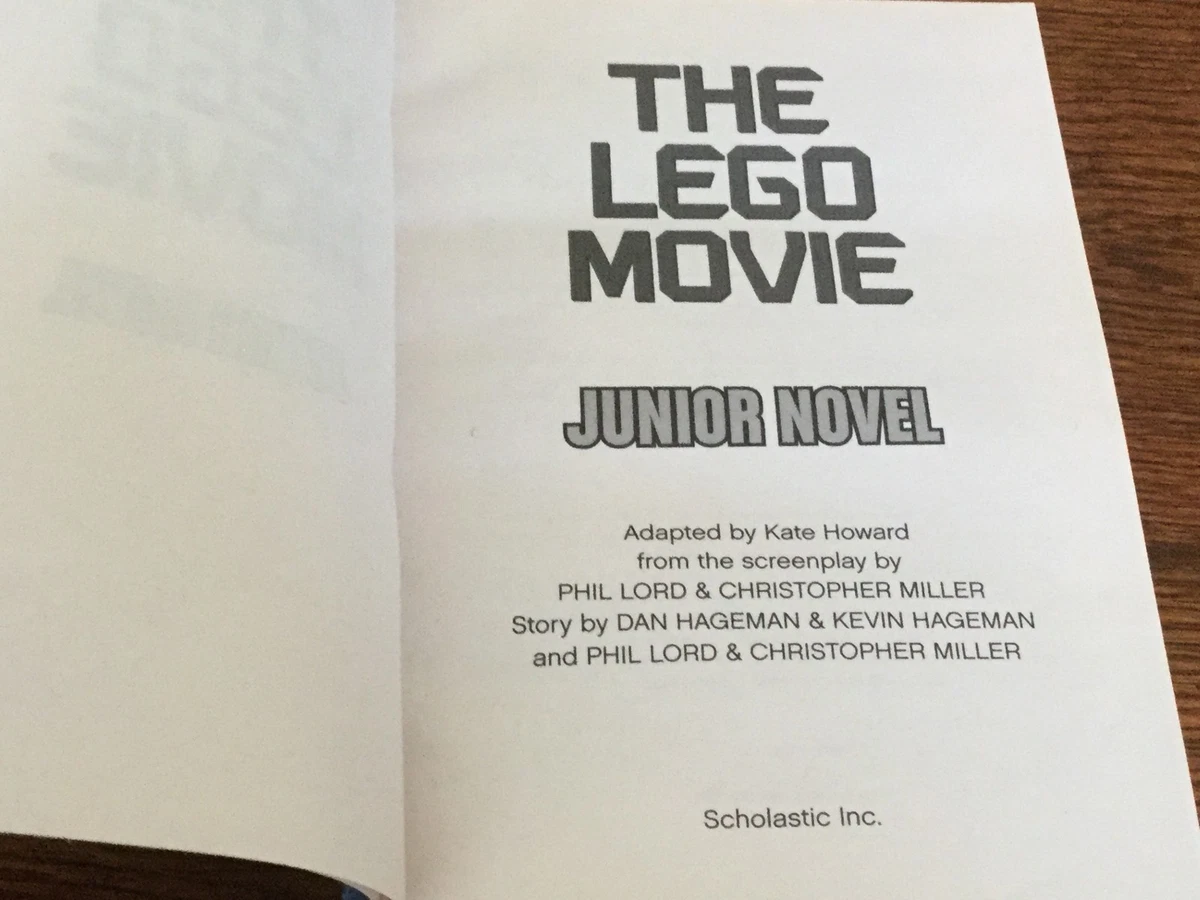 THE
LEGO
MOVIE
JUNIOR NOVEL
Adapted by Kate Howard
from the screenplay by
PHIL LORD & CHRISTOPHER MILLER
Story by DAN HAGEMAN & KEVIN HAGEMAN
and PHIL LORD & CHRISTOPHER MILLER
Scholastic Inc.